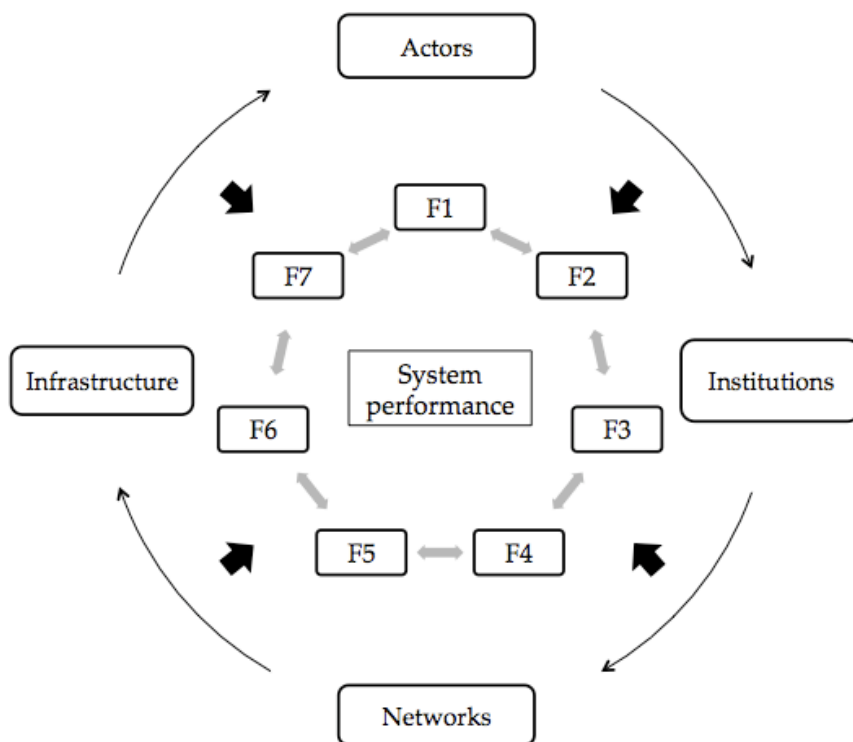 Actors
F1
F7
F2
Infrastructure
System
performance
Institutions
F6
F3
F5
F4
Networks